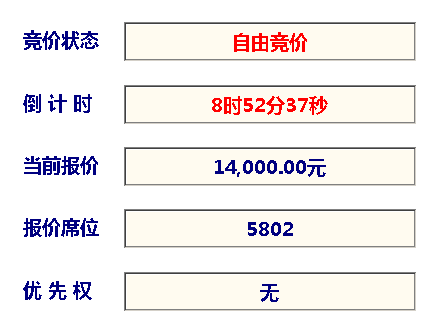 竞价状态 自由竞价
倒 计 时 8时52分37秒
当前报价 14,000.00元
报价席位 5802
优 先 权 无